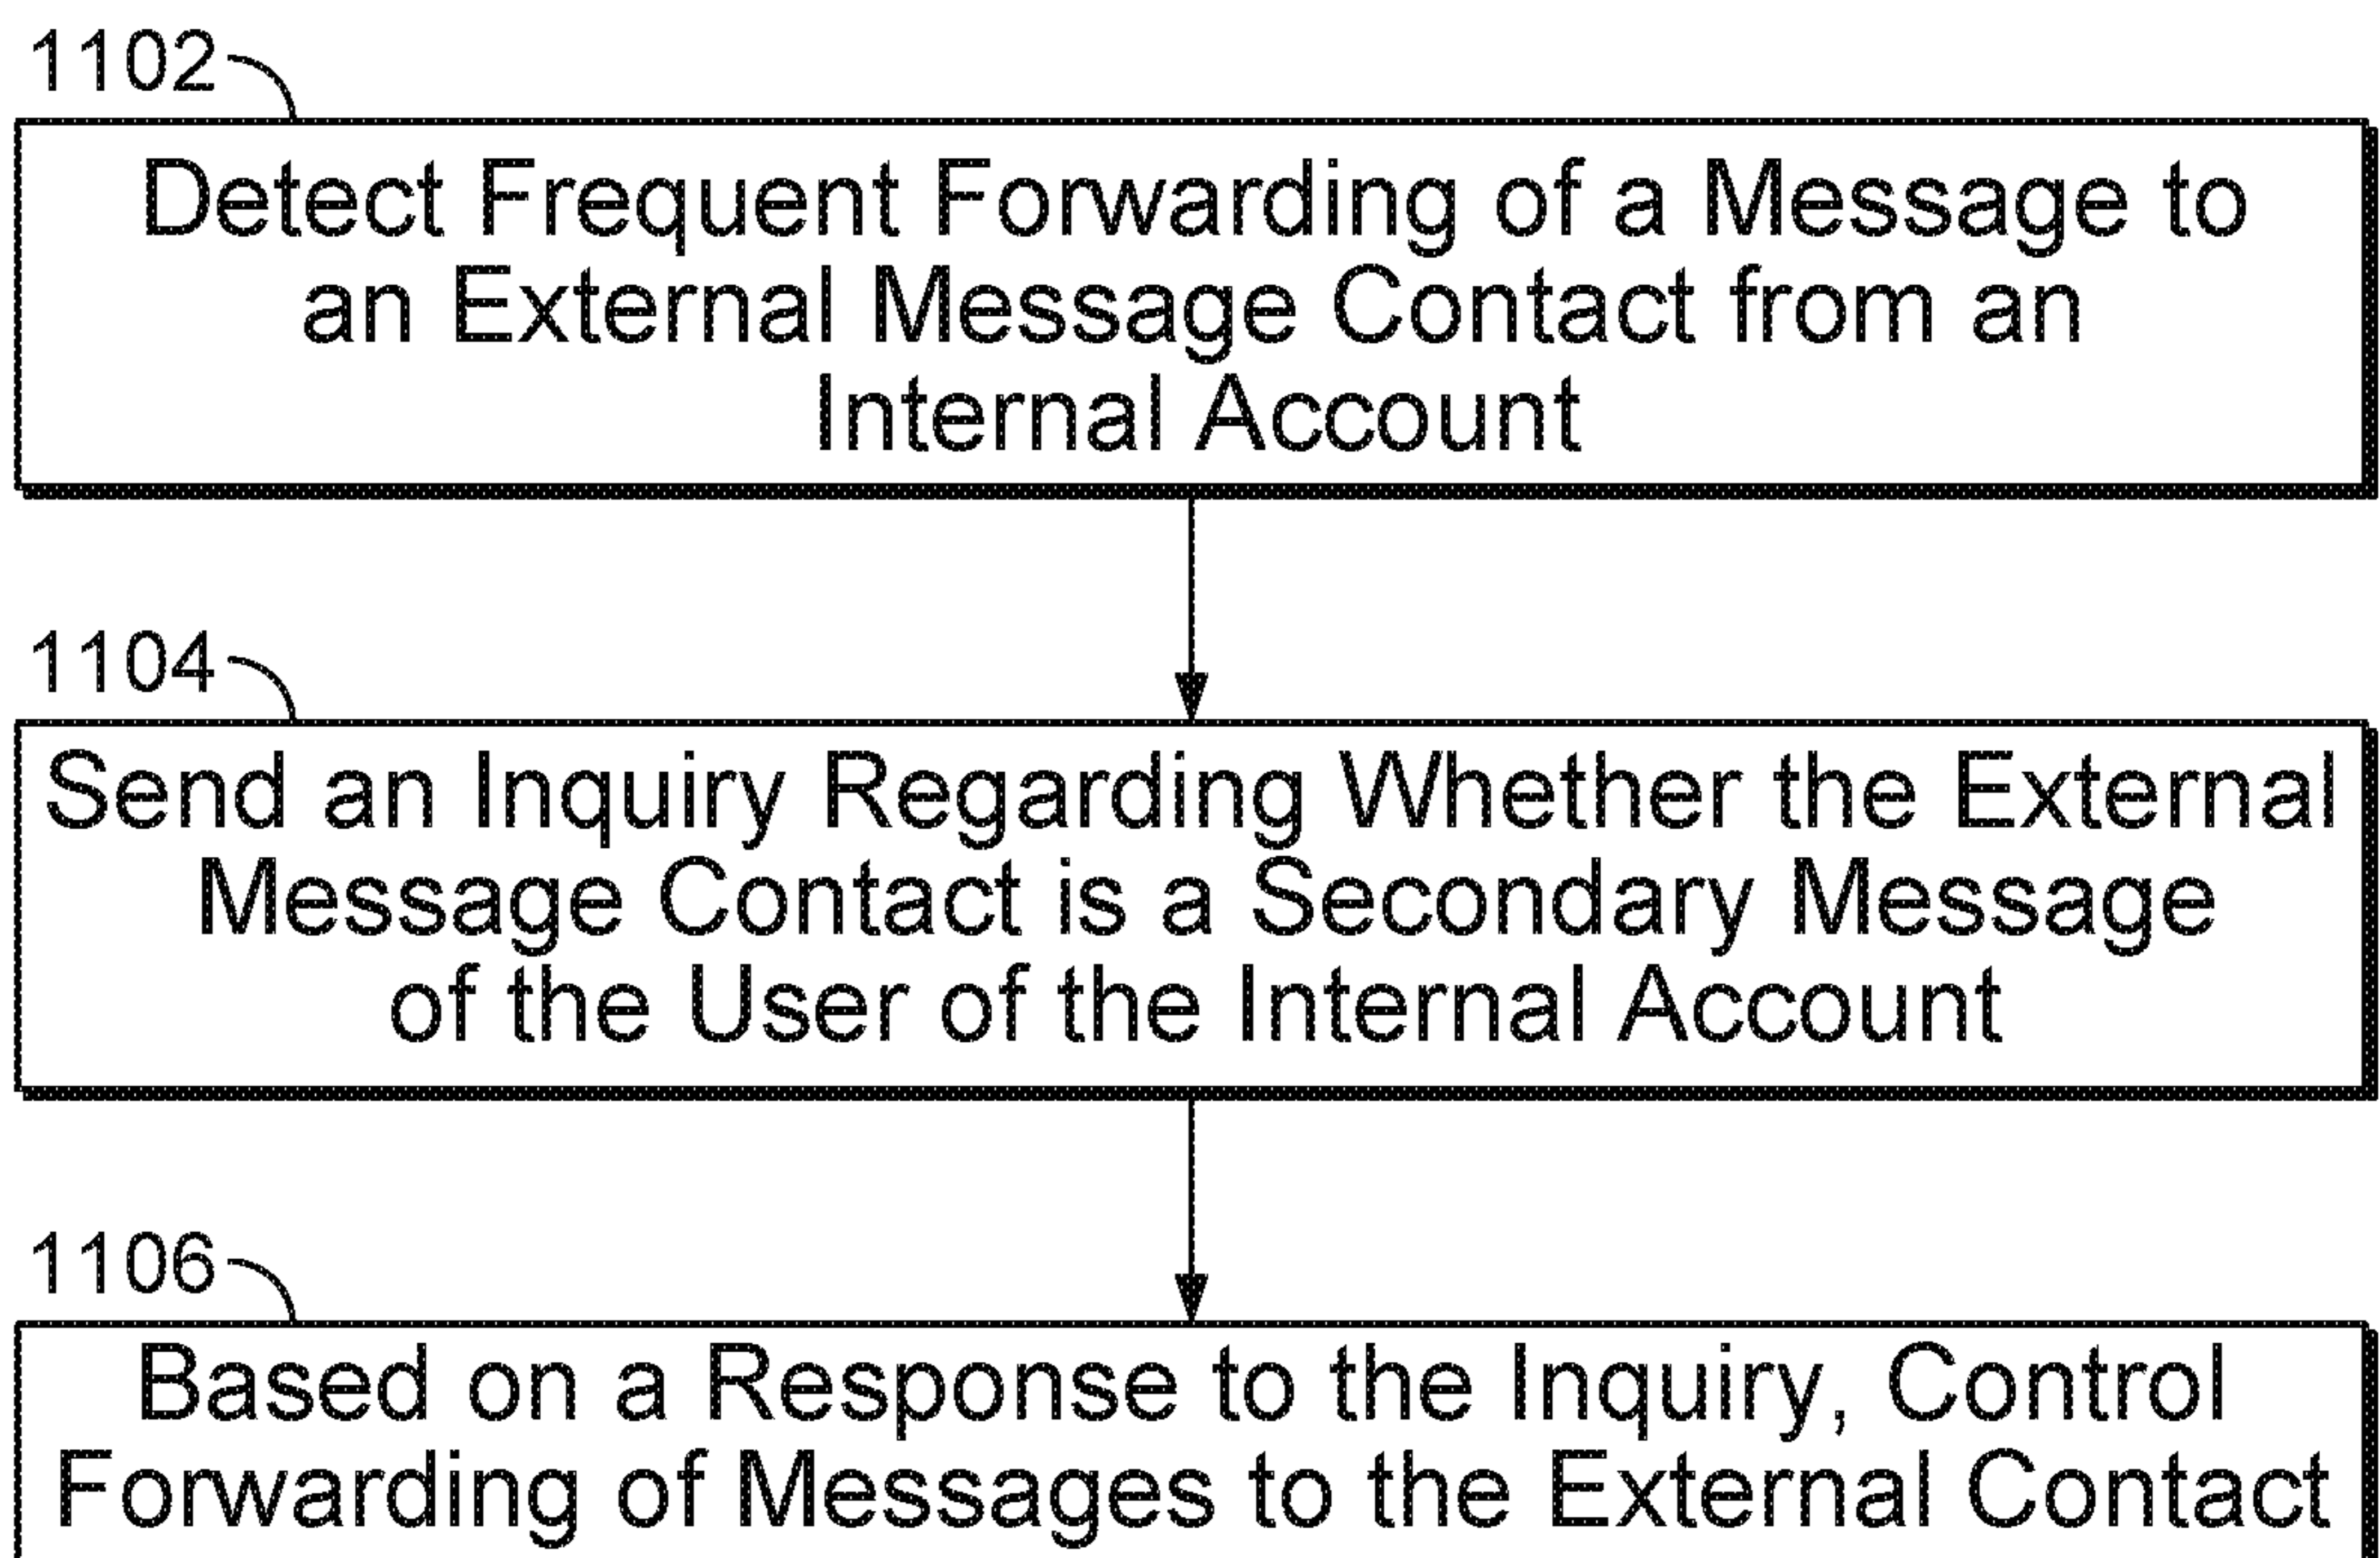 1102
Detect Frequent Forwarding of a Message to
an External Message Contact from an
Internal Account
1104
Send an Inquiry Regarding Whether the External
Message Contact is a Secondary Message
of the User of the Internal Account
1106
Based on a Response to the Inquiry, Control
Forwarding of Messages to the External Contact